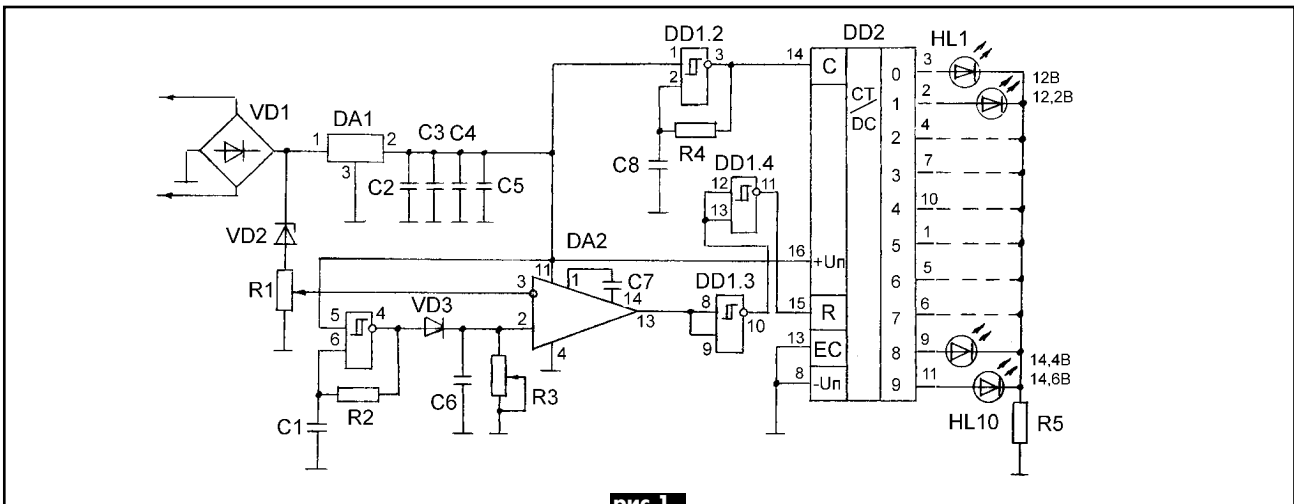 DD1.2
DD2
HL1
1
3
2
14
C
0
3
12В
VD1
DA1
C3
C4
1
2
CT
DC
1
2
12,2В
2
4
3
C2
C5
C8
R4
DD1.4
3
7
12
11
13
4
10
VD2
DA2
5
1
16
+Uп
R1
3
11
1
C7
DD1.3
6
5
VD3
14
15
R
7
6
5
4
6
2
13
8
10
9
13
EC
8
9
14,4В
4
8
-Uп
9
11
14,6В
C1
R2
C6
R3
HL10
R5
рис.1